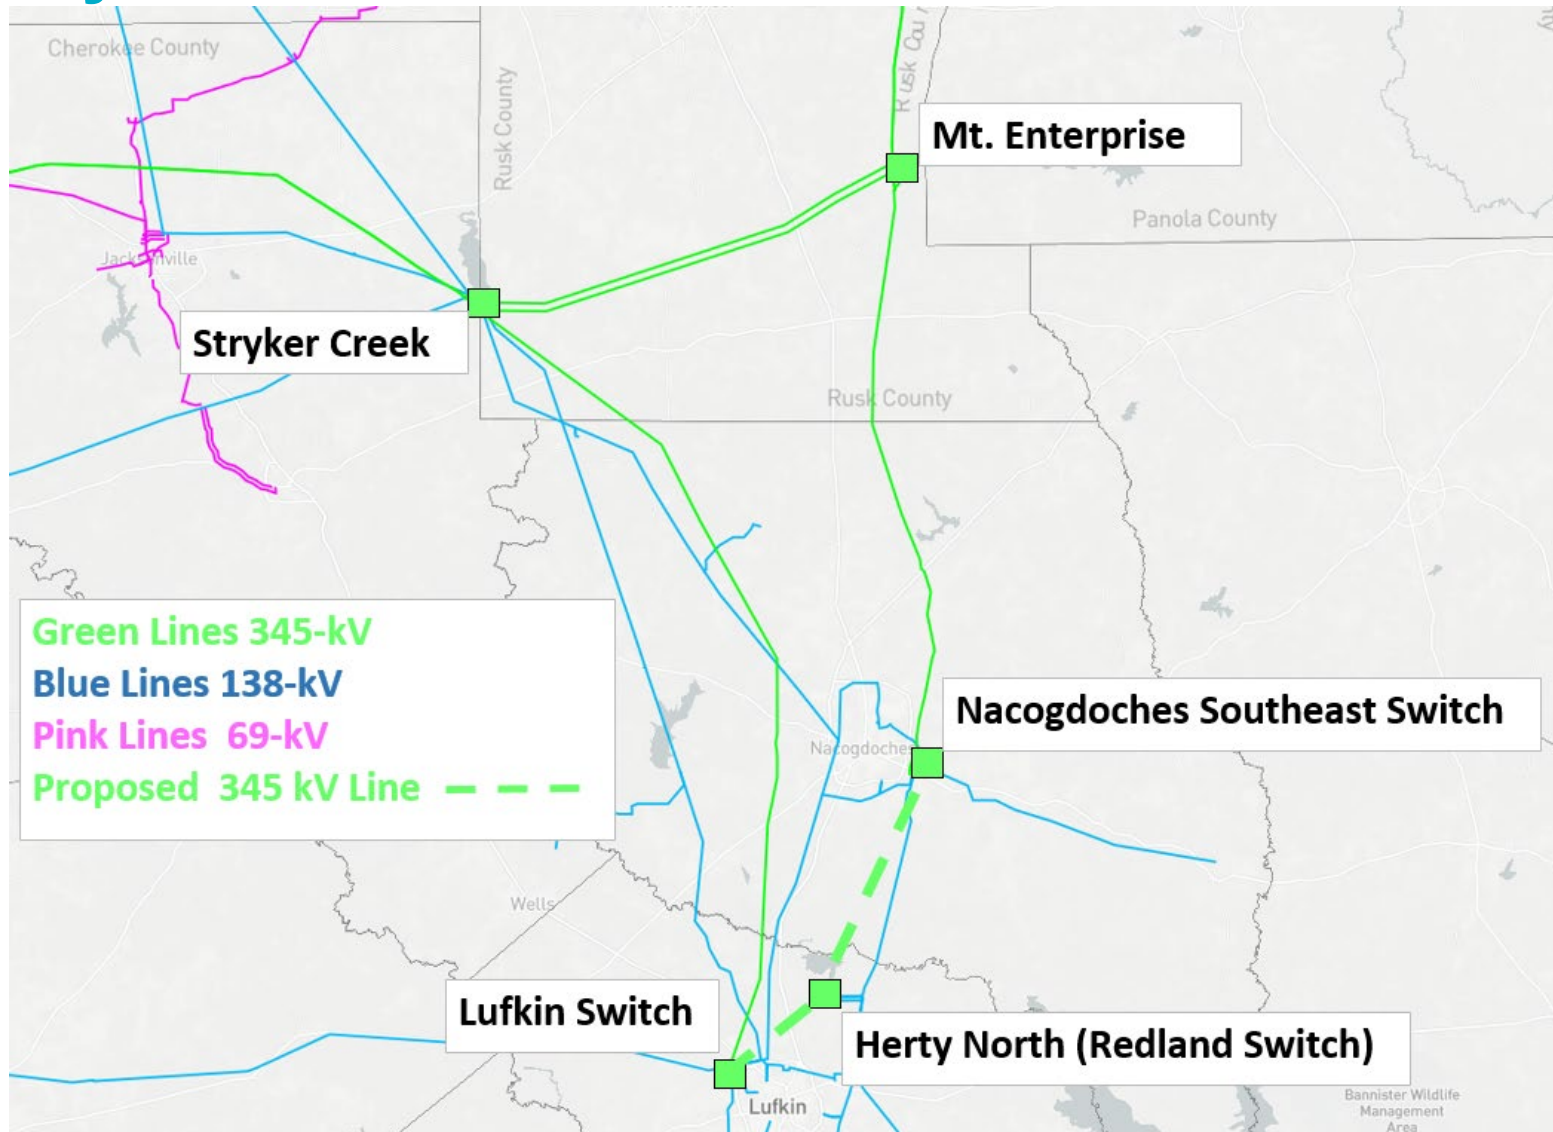 Cherokee County
Rusk County
Rusk Cou
Mt. Enterprise
Panola County
Jacksonville
Stryker Creek
Rusk County
Green Lines 345-kV
Blue Lines 138-kV
Pink Lines 69-kV
Proposed 345 kV Line
Nacogdoches Southeast Switch
Nacogdoches
Wells
Lufkin Switch
Herty North (Redland Switch)
Lufkin
Bannister Wildlife
Management
Area